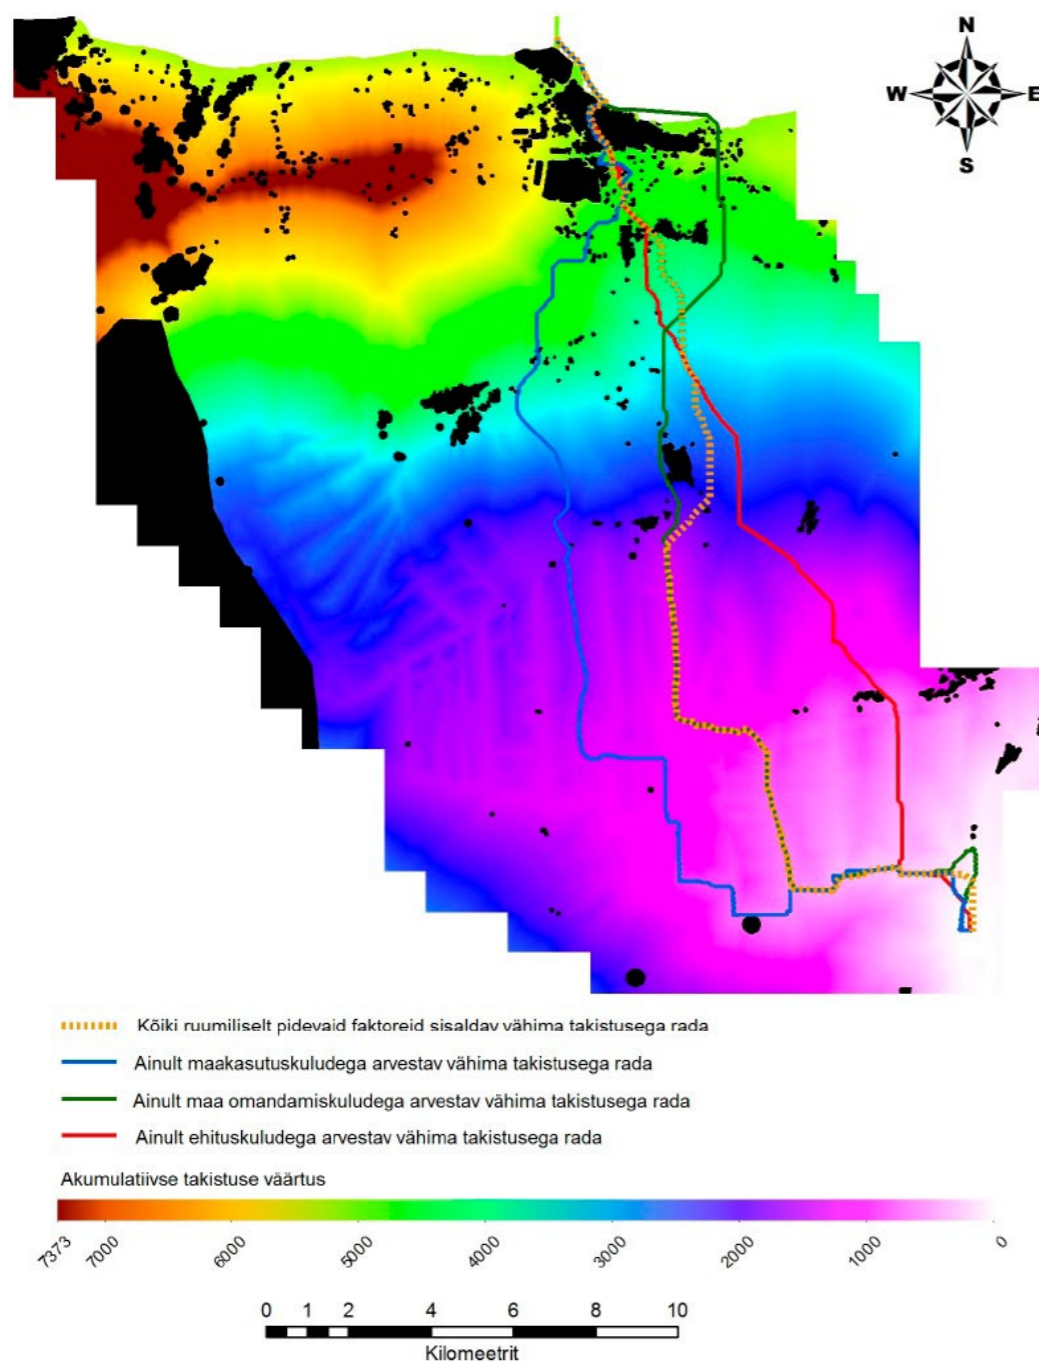 N
W E
S
Kõiki ruumiliselt pidevaid faktoreid sisaldav vähima takistusega rada
Ainult maakasutuskuludega arvestav vähima takistusega rada
Ainult maa omandamiskuludega arvestav vähima takistusega rada
Ainult ehituskuludega arvestav vähima takistusega rada
Akumulatiivse takistuse väärtus
7373 7000 6000 5000 4000 3000 2000 1000 0
0 1 2 4 6 8 10
Kilomeetrit